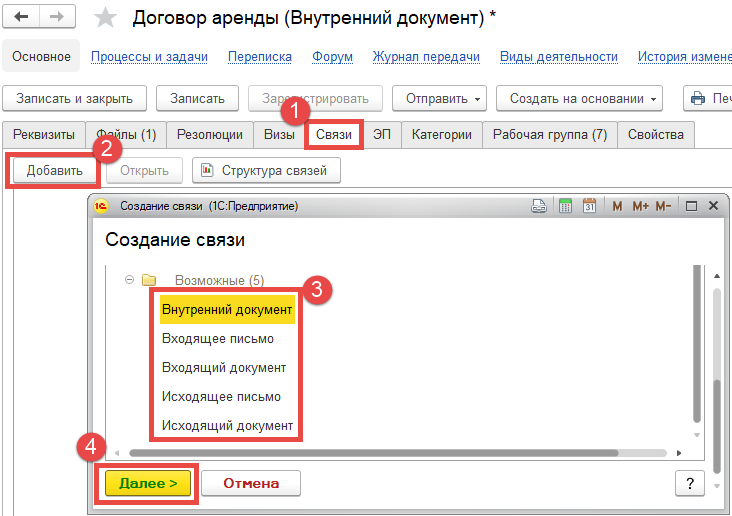 Договор аренды (Внутренний документ) *
Основное Процессы и задачи Переписка Форум Журнал передачи Виды деятельности История измене
Записать и закрыть Записать Зарегистрировать Отправить Создать на основании Печ
1
Реквизиты Файлы (1) Резолюции Визы Связи ЭП Категории Рабочая группа (7) Свойства
2
Добавить Открыть Структура связей
1С Создание связи (1С:Предприятие) 31 M M+ M-
Создание связи
Возможные (5)
3
Внутренний документ
Входящее письмо
Входящий документ
Исходящее письмо
Исходящий документ
4
Далее > Отмена ?